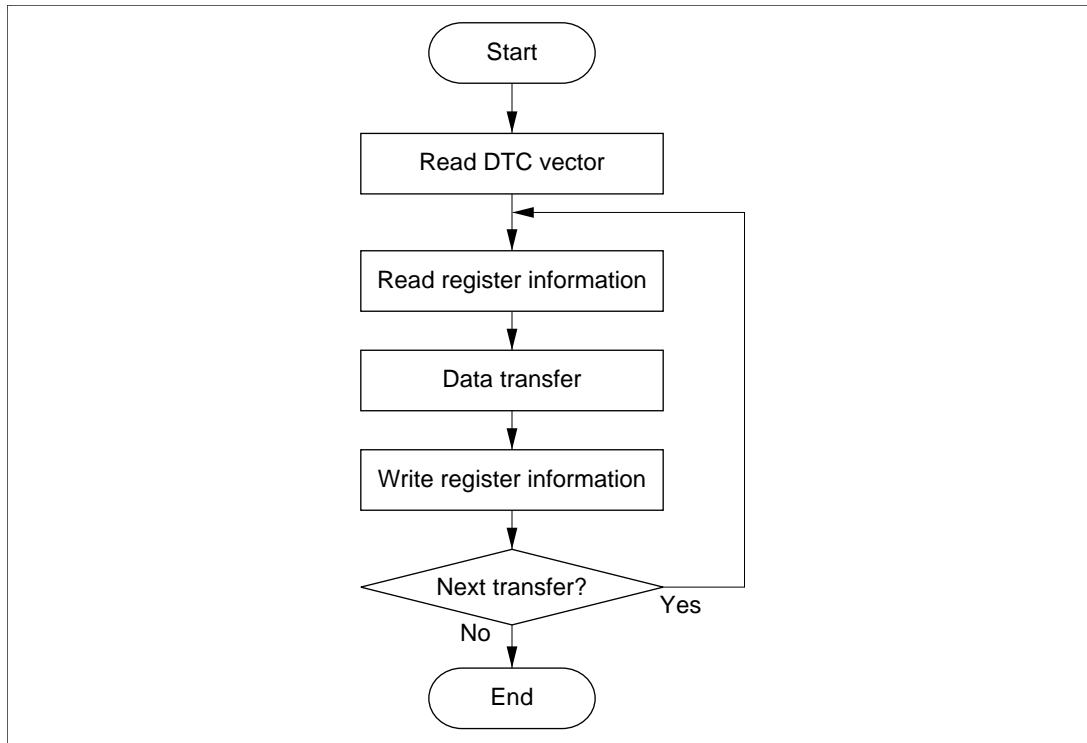 Start
Read DTC vector
Read register information
Data transfer
Write register information
Next transfer?
Yes
No
End